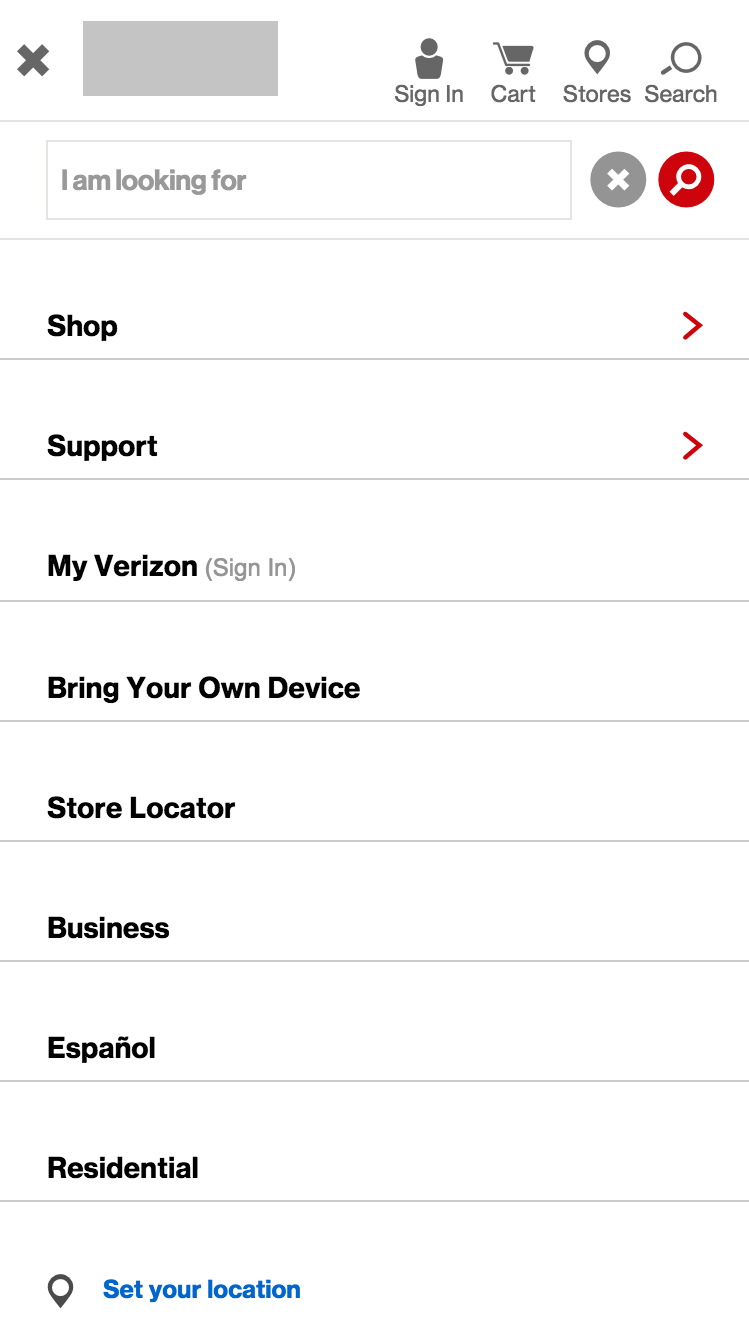 Sign In Cart Stores Search
I am looking for
Shop
Support
My Verizon (Sign In)
Bring Your Own Device
Store Locator
Business
Español
Residential
Set your location